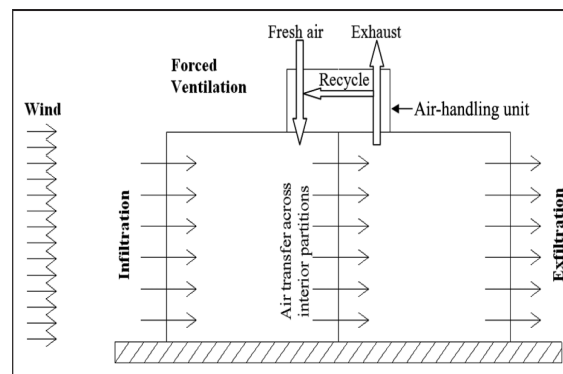 Fresh air
Exhaust
Forced
Ventilation
Recycle
Air-handling unit
Wind
Infiltration
Air transfer across
interior partitions
Exfiltration